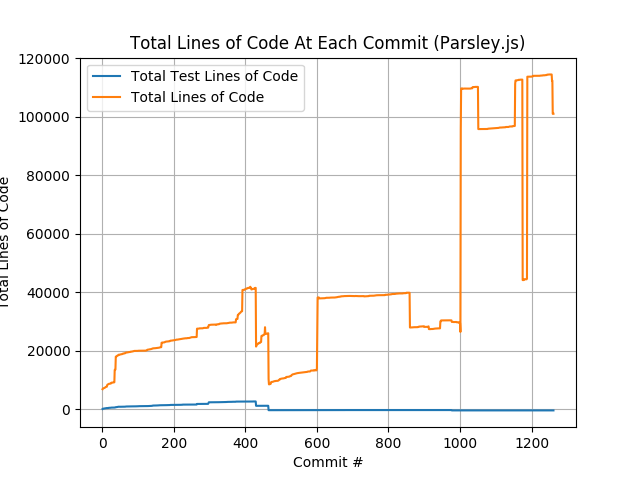 Total Lines of Code At Each Commit (Parsley.js)
Total Test Lines of Code
Total Lines of Code
120000
100000
80000
60000
40000
20000
0
Total Lines of Code
0 200 400 600 800 1000 1200
Commit #